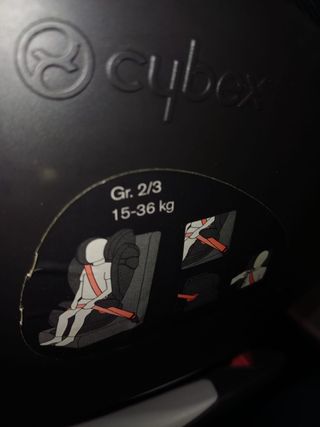 cybex
Gr. 2/3
15-36 kg